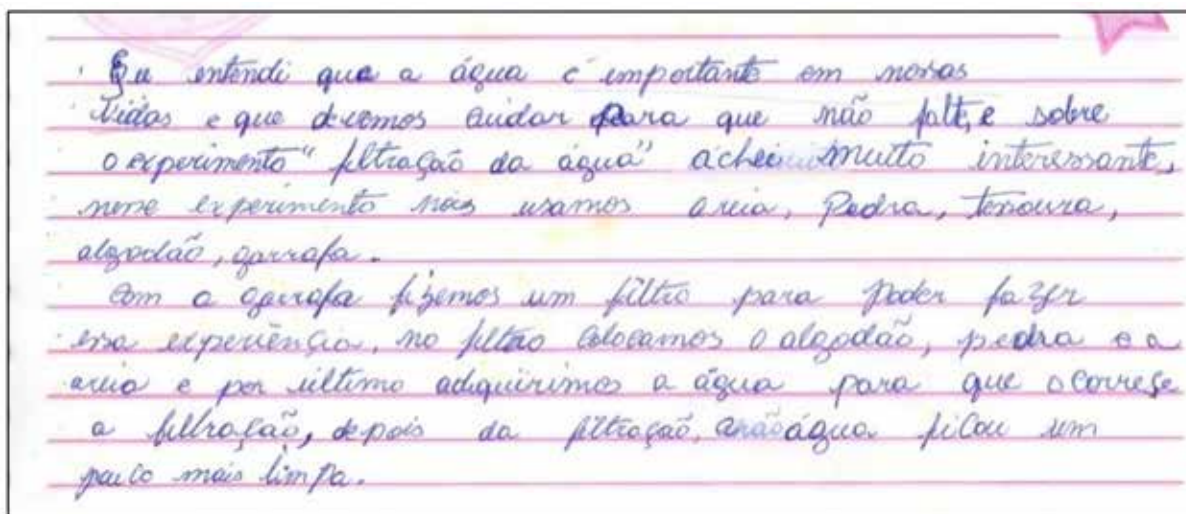 Eu entendi que a água é importante em nossas
vidas e que devemos cuidar para que não falte, e sobre
o experimento "filtração da água" achei muito interessante,
nesse experimento nós usamos areia, Pedra, tesoura,
algodão, garrafa.
com a garrafa fizemos um filtro para poder fazer
essa experiência, no filtro colocamos o algodão, pedra e a
areia e por último adiquirimos a água para que ocorrese
a filtração, depois da filtração, a água ficou um
pouco mais limpa.